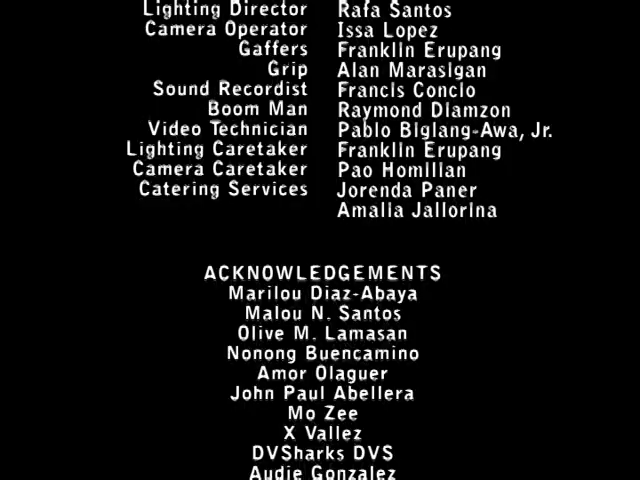 Lighting Director Rafa Santos
Camera Operator Issa Lopez
Gaffers Franklin Erupang
Grip Alan Marasigan
Sound Recordist Francis Concio
Boom Man Raymond Diamzon
Video Technician Pablo Biglang-Awa, Jr.
Lighting Caretaker Franklin Erupang
Camera Caretaker Pao Homillan
Catering Services Jorenda Paner
Amalia Jallorina
ACKNOWLEDGEMENTS
Marilou Diaz-Abaya
Malou N. Santos
Olive M. Lamasan
Nonong Buencamino
Amor Olaguer
John Paul Abellera
Mo Zee
X Vallez
DVSharks DVS
Audie Gonzalez